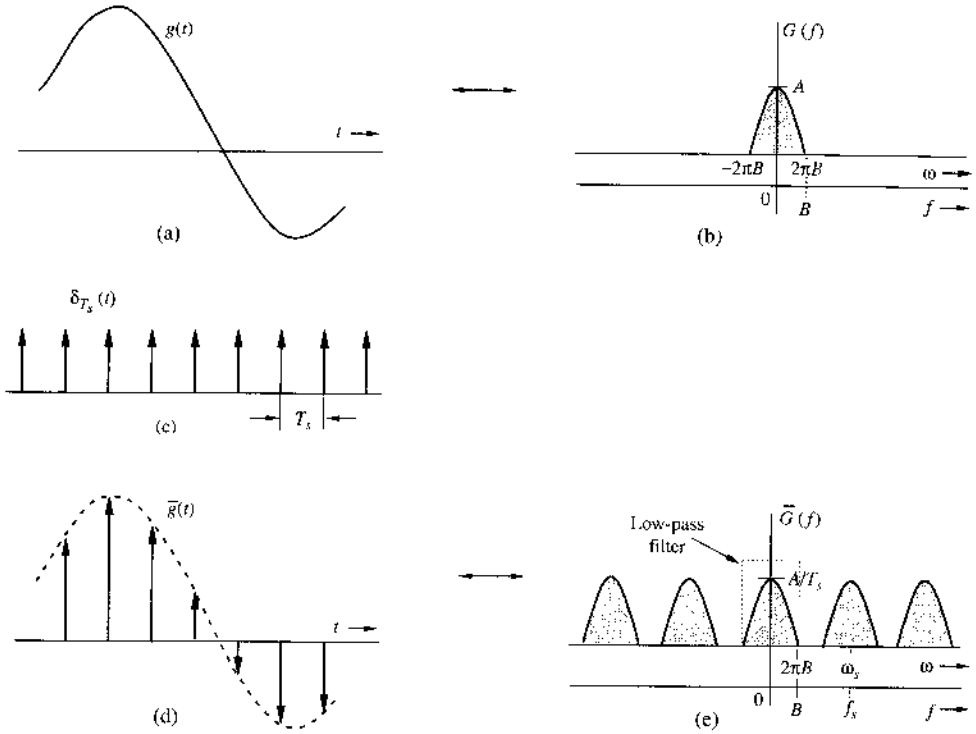 g(t)
t
(a)
G(f)
A
−2πB
2πB
ω
0
B
f
(b)
δ_{T_s}(t)
T_s
(c)
g̅(t)
t
(d)
Low-pass
filter
G̅(f)
A/T_s
2πB
ω_s
ω
0
B
f_s
f
(e)